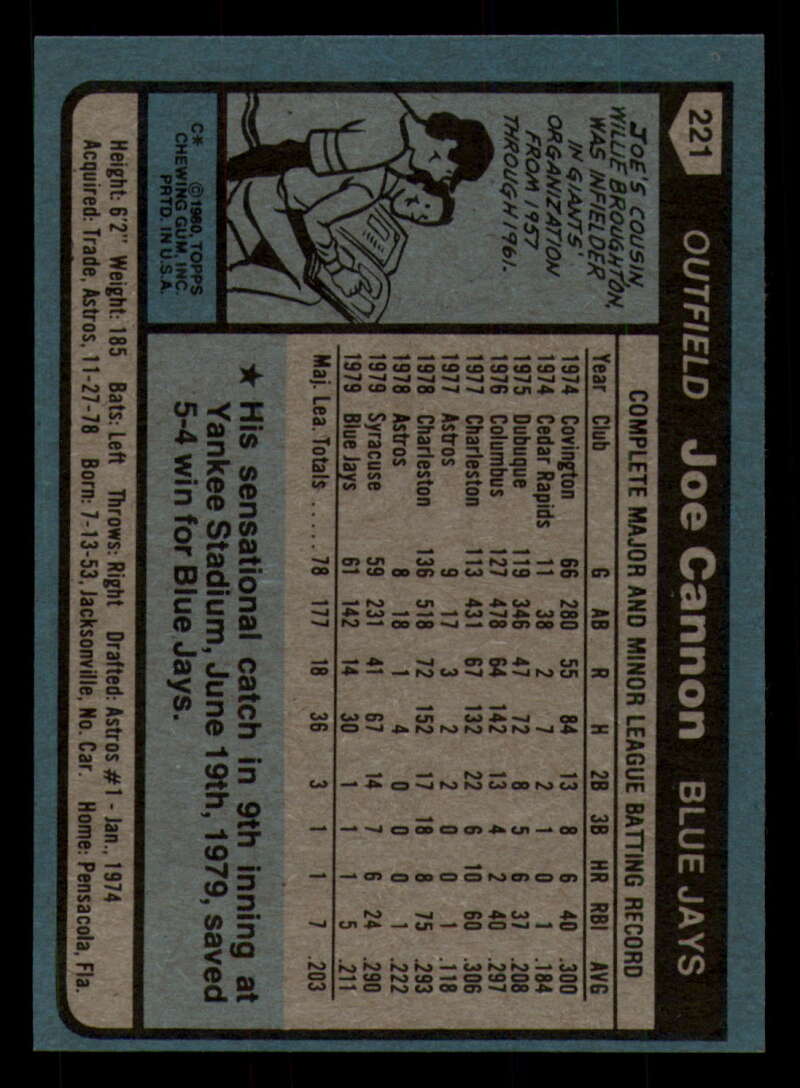 221
OUTFIELD Joe Cannon BLUE JAYS
JOE'S COUSIN,
WILLIE BROUGHTON,
WAS INFIELDER
IN GIANTS'
ORGANIZATION
FROM 1957
THROUGH 1961.
C* ©1980, TOPPS
CHEWING GUM, INC.
PRTD. IN U.S.A.
COMPLETE MAJOR AND MINOR LEAGUE BATTING RECORD
Year Club G AB R H 2B 3B HR RBI AVG
1974 Covington 66 280 55 84 13 8 6 40 .300
1974 Cedar Rapids 11 38 2 7 2 1 0 1 .184
1975 Dubuque 119 346 47 72 8 5 6 37 .208
1976 Columbus 127 478 64 142 13 4 2 40 .297
1977 Charleston 113 431 67 132 22 6 10 60 .306
1977 Astros 9 17 3 2 2 0 0 1 .118
1978 Charleston 136 518 72 152 17 18 8 75 .293
1978 Astros 8 18 1 4 0 0 0 1 .222
1979 Syracuse 59 231 41 67 14 7 6 24 .290
1979 Blue Jays 61 142 14 30 1 1 1 5 .211
Maj. Lea. Totals ..... 78 177 18 36 3 1 1 7 .203
★ His sensational catch in 9th inning at
Yankee Stadium, June 19th, 1979, saved
5-4 win for Blue Jays.
Height: 6'2" Weight: 185 Bats: Left Throws: Right Drafted: Astros #1 - Jan., 1974
Acquired: Trade, Astros, 11-27-78 Born: 7-13-53, Jacksonville, No. Car. Home: Pensacola, Fla.